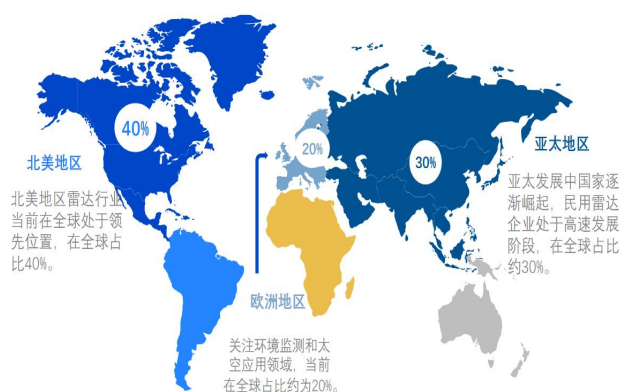 40%
北美地区
北美地区雷达行业
当前在全球处于领
先位置，在全球占
比40%。
20%
欧洲地区
关注环境监测和太
空应用领域，当前
在全球占比约为20%。
30%
亚太地区
亚太发展中国家逐
渐崛起，民用雷达
企业处于高速发展
阶段，在全球占比
约30%。